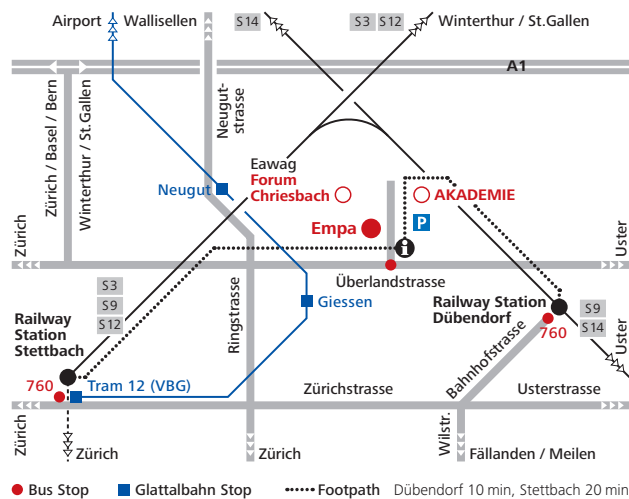 Airport
Wallisellen
S14
S3
S12
Winterthur / St.Gallen
A1
Zürich / Basel / Bern
Winterthur / St.Gallen
Neugut-
strasse
Eawag
Forum
Chriesbach
Neugut
AKADEMIE
P
Empa
i
Zürich
Uster
Überlandstrasse
S3
S9
S12
Giessen
Railway Station
Dübendorf
S9
S14
760
Uster
Railway
Station
Stettbach
Ringstrasse
Bahnhofstrasse
760
Tram 12 (VBG)
Zürichstrasse
Usterstrasse
Zürich
Zürich
Zürich
Wilstr.
Fällanden / Meilen
Bus Stop
Glattalbahn Stop
Footpath
Dübendorf 10 min, Stettbach 20 min